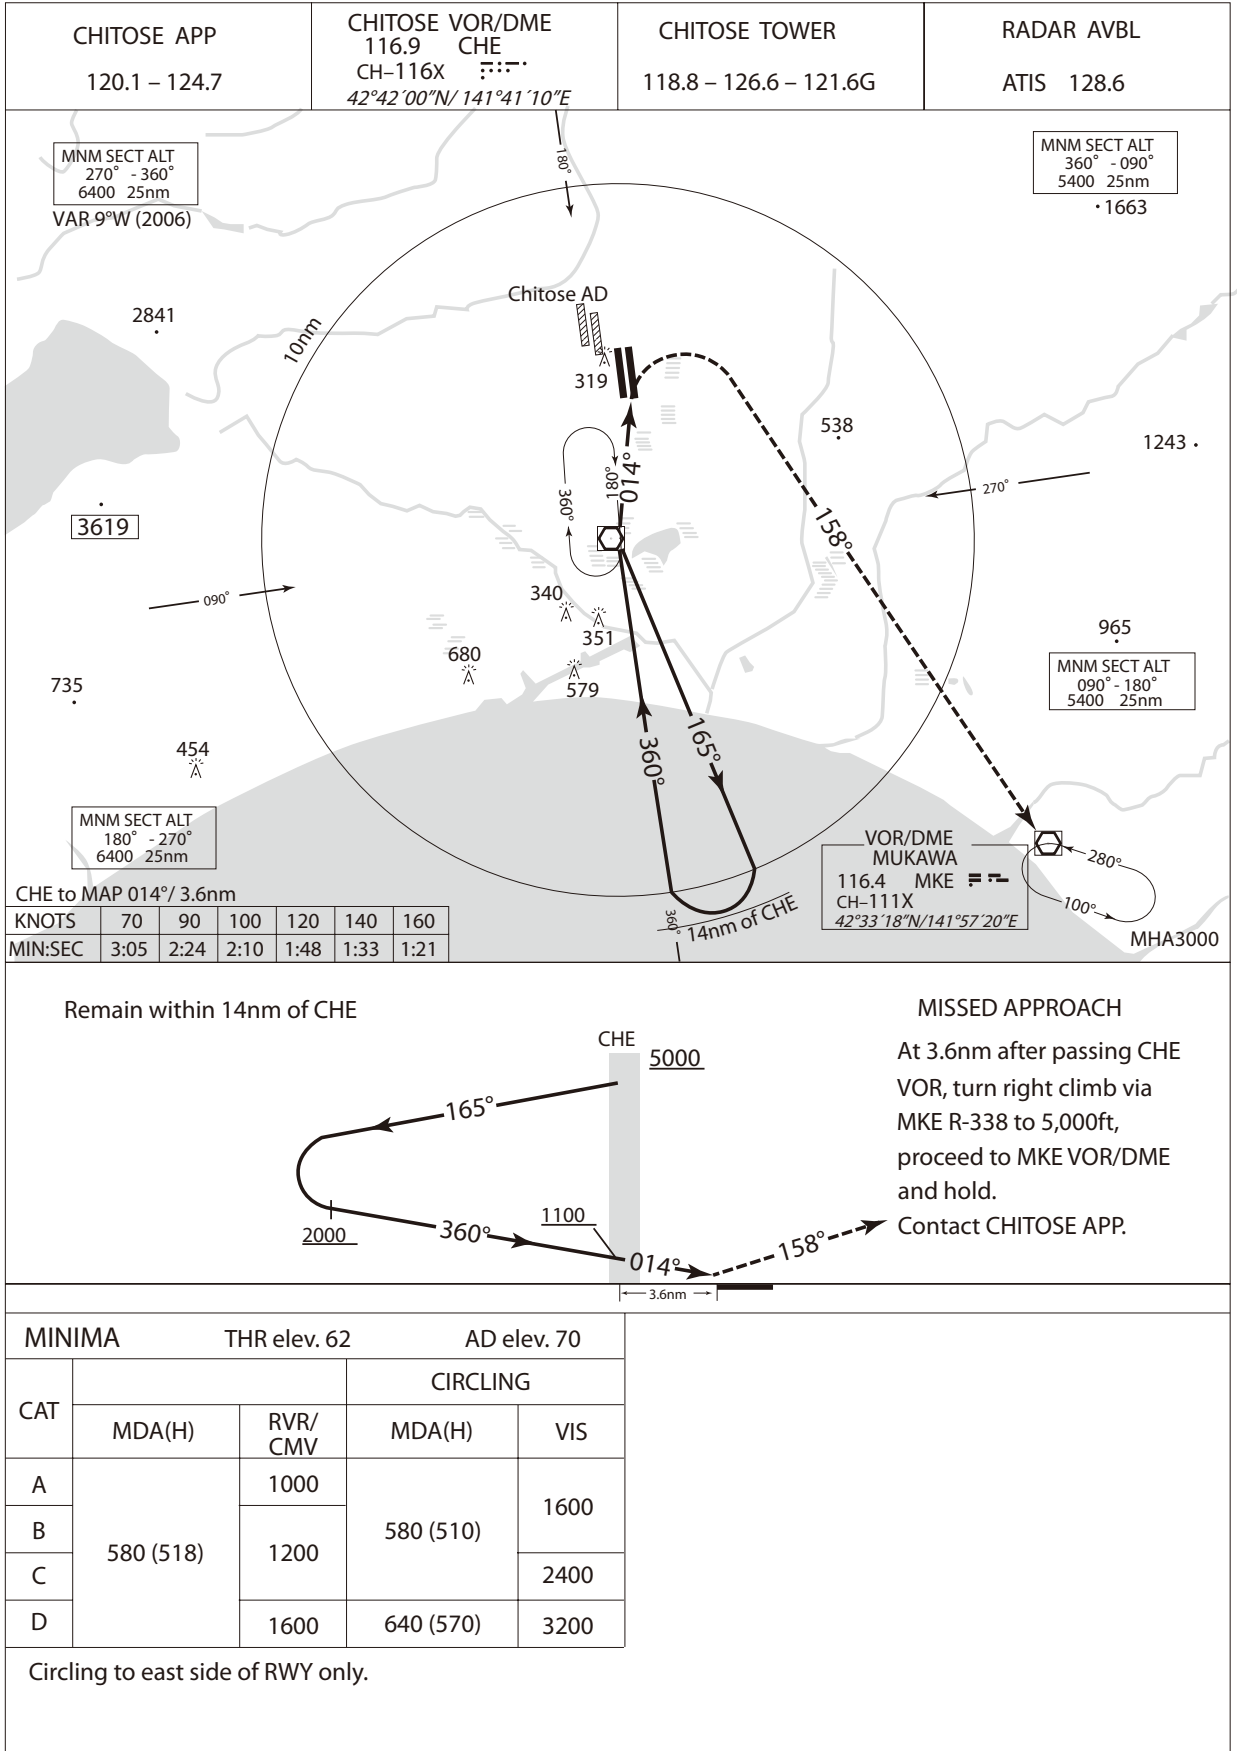 CHITOSE APP
120.1 – 124.7
CHITOSE VOR/DME
116.9 CHE
CH–116X
42°42´00″N/ 141°41´10″E
CHITOSE TOWER
118.8 – 126.6 – 121.6G
RADAR AVBL
ATIS 128.6
MNM SECT ALT
270° - 360°
6400 25nm
VAR 9°W (2006)
180°
MNM SECT ALT
360° - 090°
5400 25nm
1663
Chitose AD
2841
10nm
319
538
1243
3619
360°
180°
014°
270°
158°
090°
340
351
680
579
965
MNM SECT ALT
090° - 180°
5400 25nm
735
454
360°
165°
MNM SECT ALT
180° - 270°
6400 25nm
VOR/DME
MUKAWA
116.4 MKE
CH–111X
42°33´18″N/141°57´20″E
280°
100°
MHA3000
360°
14nm of CHE
CHE to MAP 014°/ 3.6nm
KNOTS 70 90 100 120 140 160
MIN:SEC 3:05 2:24 2:10 1:48 1:33 1:21
Remain within 14nm of CHE
CHE
5000
165°
2000
360°
1100
014°
158°
3.6nm
MISSED APPROACH
At 3.6nm after passing CHE
VOR, turn right climb via
MKE R-338 to 5,000ft,
proceed to MKE VOR/DME
and hold.
Contact CHITOSE APP.
MINIMA THR elev. 62 AD elev. 70
CAT CIRCLING
MDA(H) RVR/ MDA(H) VIS
CMV
A 1000
B 1600
580 (518) 1200 580 (510)
C 2400
D 1600 640 (570) 3200
Circling to east side of RWY only.